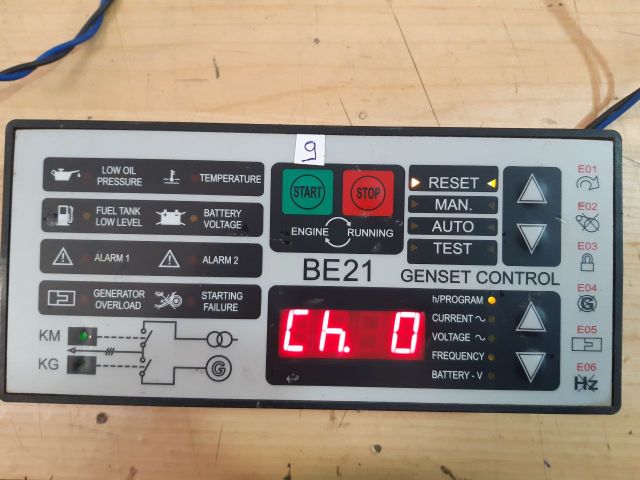 9
LOW OIL
PRESSURE
TEMPERATURE
FUEL TANK
LOW LEVEL
BATTERY
VOLTAGE
ALARM 1
ALARM 2
GENERATOR
OVERLOAD
STARTING
FAILURE
KM
KG
G
START
STOP
ENGINE RUNNING
RESET
MAN.
AUTO
TEST
BE21 GENSET CONTROL
Ch. 0
h/PROGRAM
CURRENT ~
VOLTAGE ~
FREQUENCY
BATTERY - V
E01
E02
E03
E04
G
E05
E06
Hz